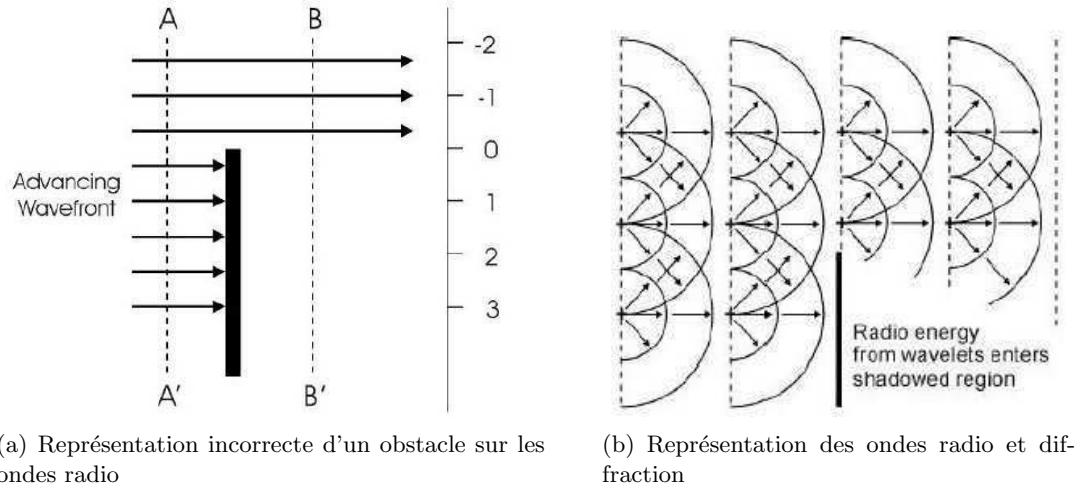 A
B
-2
-1
0
Advancing
Wavefront
1
2
3
A'
B'
Radio energy
from wavelets enters
shadowed region
(a) Représentation incorrecte d'un obstacle sur les
ondes radio
(b) Représentation des ondes radio et dif-
fraction